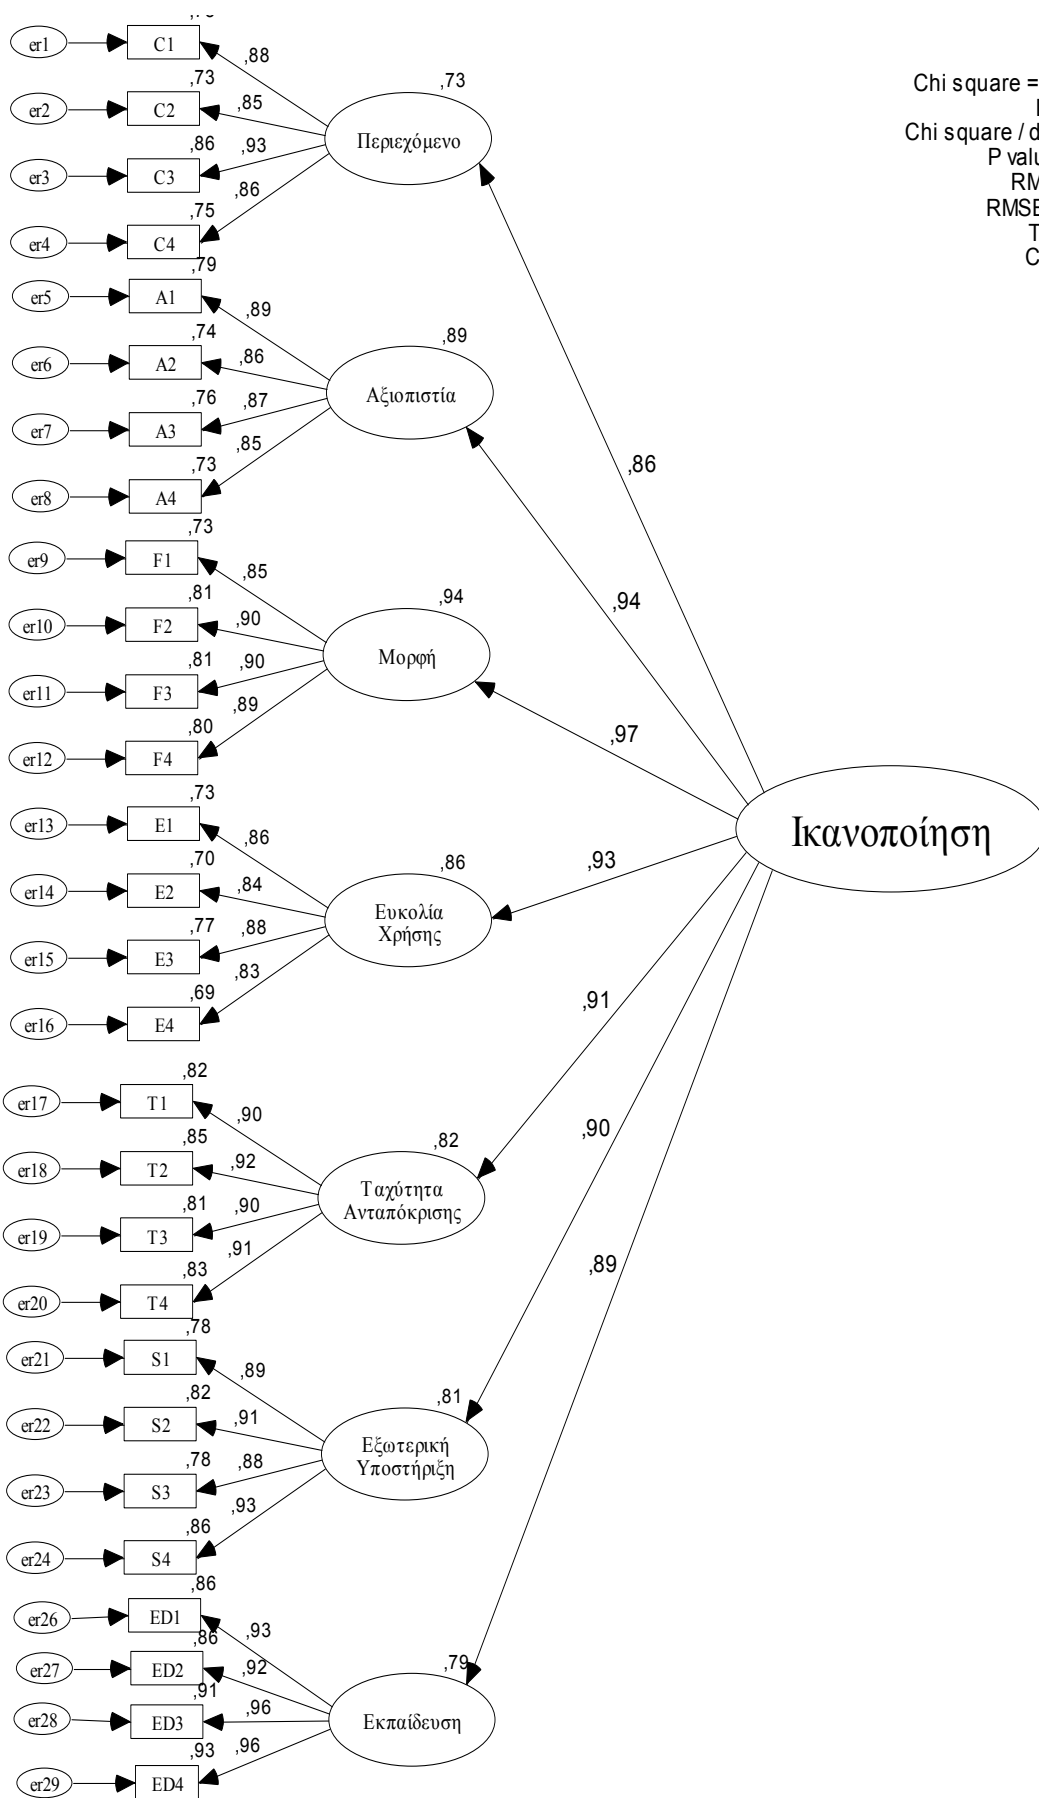 er1
C1
,88
,73
er2
C2
,85
,86
er3
C3
,93
,75
er4
C4
,86
Περιεχόμενο
,73
Chi square =
Chi square / d
P valu
RM
RMSE
T
C
,79
er5
A1
,89
,74
er6
A2
,86
,76
er7
A3
,87
,73
er8
A4
,85
Αξιοπιστία
,89
,86
,73
er9
F1
,85
,81
er10
F2
,90
,81
er11
F3
,90
,80
er12
F4
,89
Μορφή
,94
,94
,97
,73
er13
E1
,86
,70
er14
E2
,84
,77
er15
E3
,88
,69
er16
E4
,83
Ευκολία
Χρήσης
,86
,93
Ικανοποίηση
,82
er17
T1
,90
,85
er18
T2
,92
,81
er19
T3
,90
,83
er20
T4
,91
Ταχύτητα
Ανταπόκρισης
,82
,91
,78
er21
S1
,89
,82
er22
S2
,91
,78
er23
S3
,88
,86
er24
S4
,93
Εξωτερική
Υποστήριξη
,81
,90
,86
er26
ED1
,93
,86
er27
ED2
,92
,91
er28
ED3
,96
,93
er29
ED4
,96
Εκπαίδευση
,79
,89